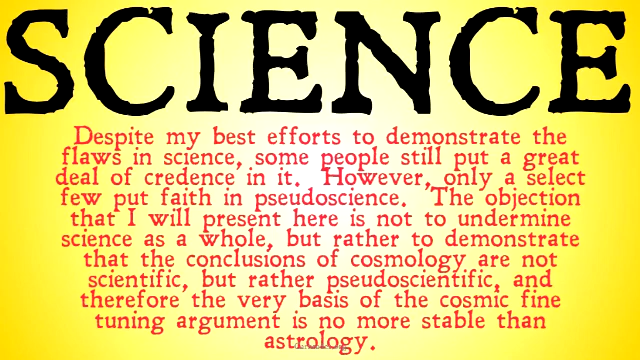 SCIENCE
Despite my best efforts to demonstrate the
flaws in science, some people still put a great
deal of credence in it. However, only a select
few put faith in pseudoscience. The objection
that I will present here is not to undermine
science as a whole, but rather to demonstrate
that the conclusions of cosmology are not
scientific, but rather pseudoscientific, and
therefore the very basis of the cosmic fine
tuning argument is no more stable than
astrology.